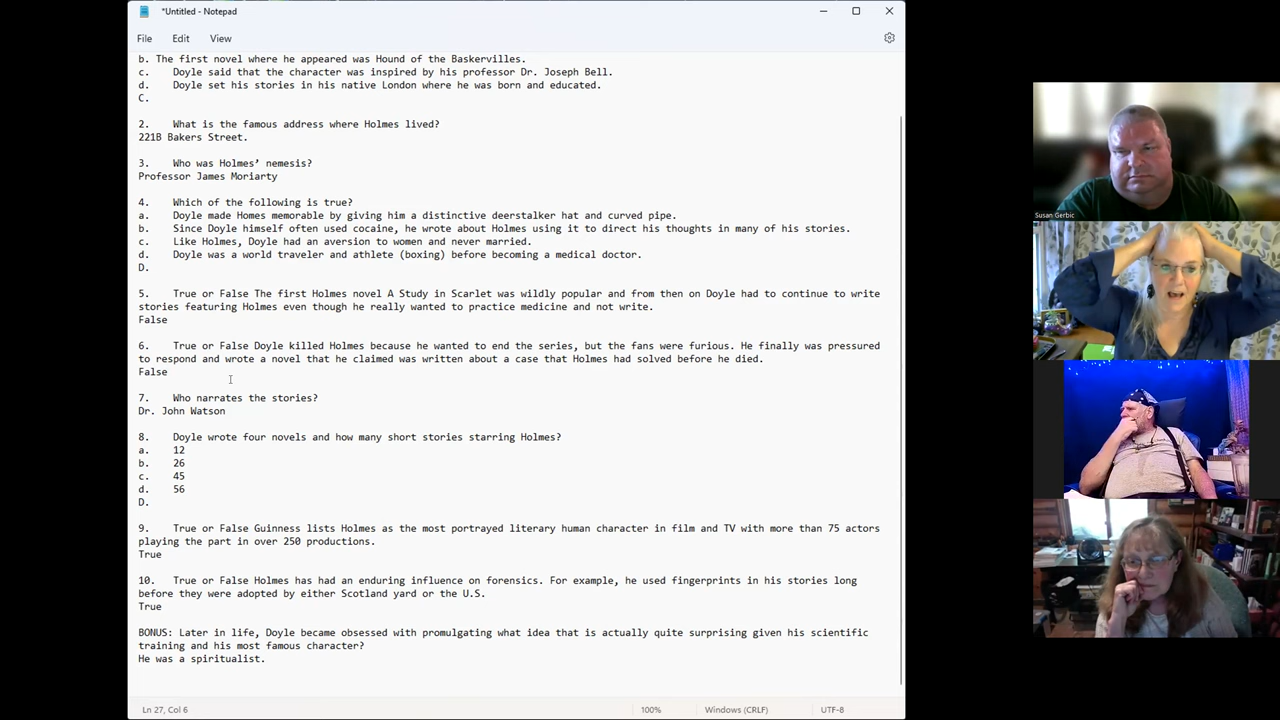 *Untitled - Notepad
File Edit View
b. The first novel where he appeared was Hound of the Baskervilles.
c. Doyle said that the character was inspired by his professor Dr. Joseph Bell.
d. Doyle set his stories in his native London where he was born and educated.
C.
2. What is the famous address where Holmes lived?
221B Bakers Street.
3. Who was Holmes’ nemesis?
Professor James Moriarty
4. Which of the following is true?
a. Doyle made Homes memorable by giving him a distinctive deerstalker hat and curved pipe.
b. Since Doyle himself often used cocaine, he wrote about Holmes using it to direct his thoughts in many of his stories.
c. Like Holmes, Doyle had an aversion to women and never married.
d. Doyle was a world traveler and athlete (boxing) before becoming a medical doctor.
D.
5. True or False The first Holmes novel A Study in Scarlet was wildly popular and from then on Doyle had to continue to write
stories featuring Holmes even though he really wanted to practice medicine and not write.
False
6. True or False Doyle killed Holmes because he wanted to end the series, but the fans were furious. He finally was pressured
to respond and wrote a novel that he claimed was written about a case that Holmes had solved before he died.
False
7. Who narrates the stories?
Dr. John Watson
8. Doyle wrote four novels and how many short stories starring Holmes?
a. 12
b. 26
c. 45
d. 56
D.
9. True or False Guinness lists Holmes as the most portrayed literary human character in film and TV with more than 75 actors
playing the part in over 250 productions.
True
10. True or False Holmes has had an enduring influence on forensics. For example, he used fingerprints in his stories long
before they were adopted by either Scotland yard or the U.S.
True
BONUS: Later in life, Doyle became obsessed with promulgating what idea that is actually quite surprising given his scientific
training and his most famous character?
He was a spiritualist.
Ln 27, Col 6 100% Windows (CRLF) UTF-8
Susan Gerbic